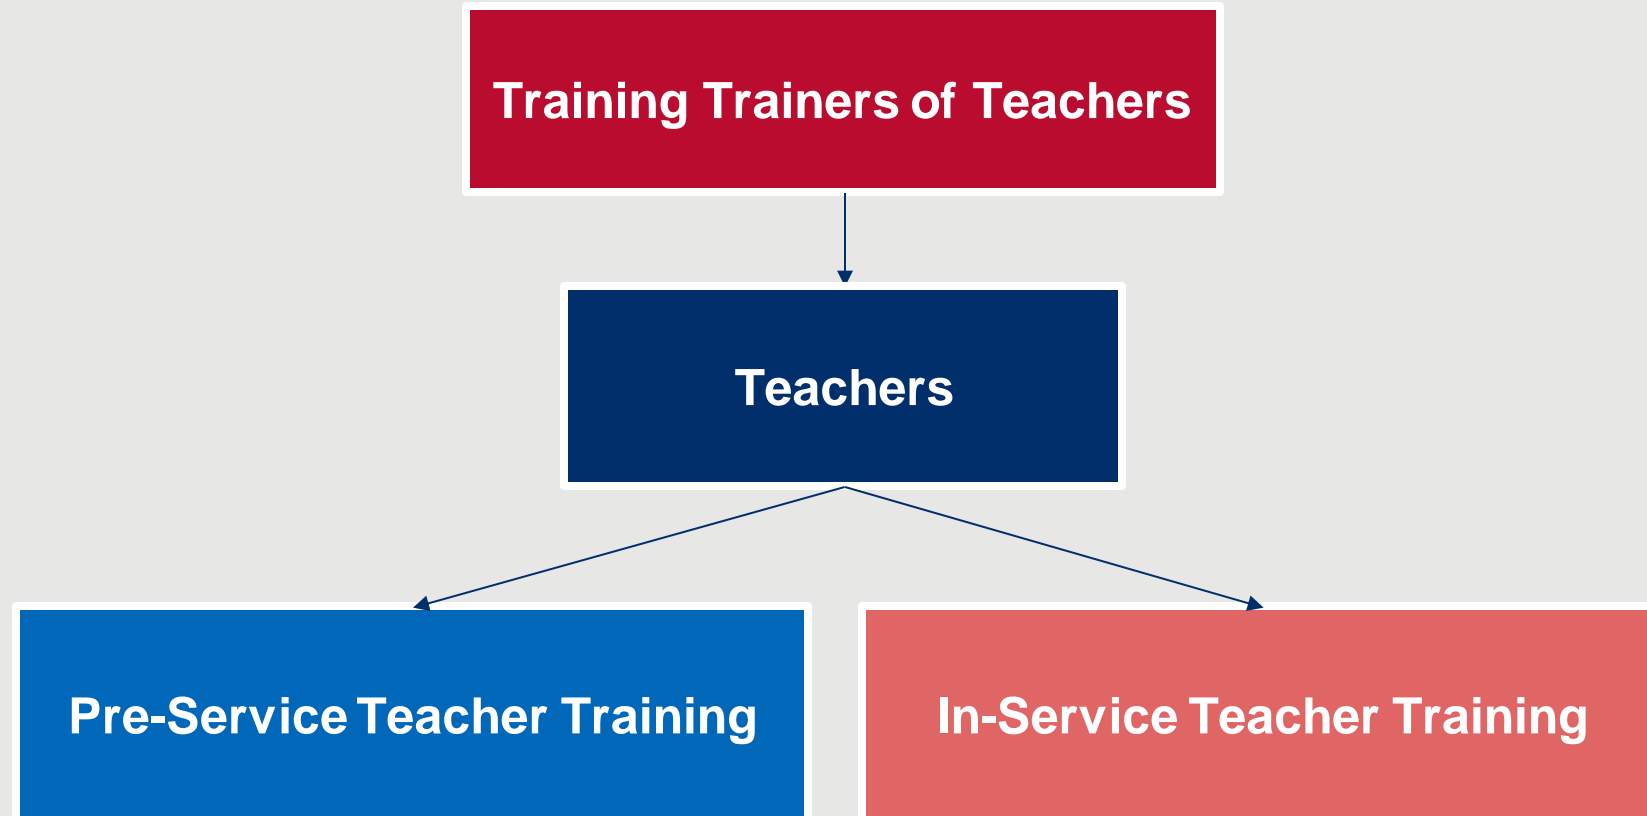 Training Trainers of Teachers
Teachers
Pre-Service Teacher Training
In-Service Teacher Training